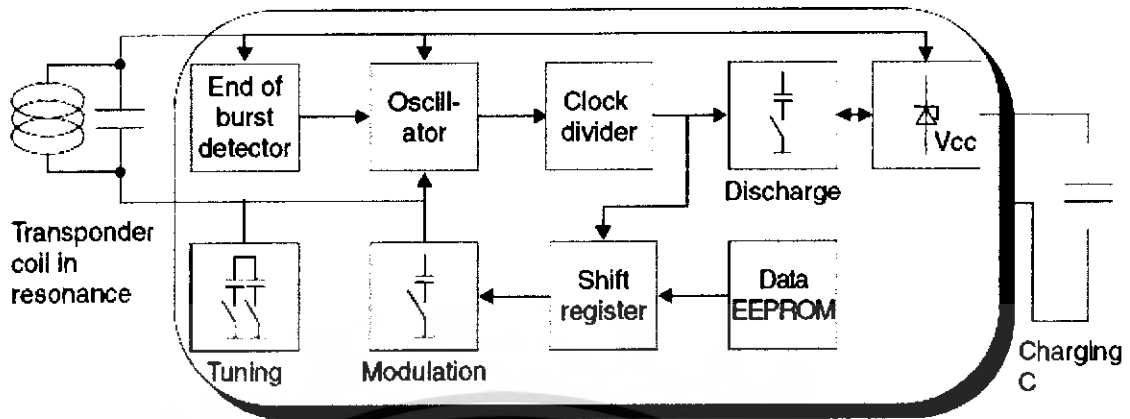 End of
burst
detector
Oscill-
ator
Clock
divider
Vcc
Discharge
Transponder
coil in
resonance
Shift
register
Data
EEPROM
Tuning
Modulation
Charging
C